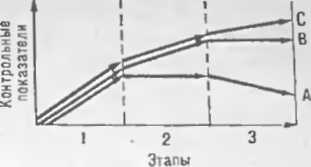 Контрольные
показатели
C
B
A
1 2 3
Этапы